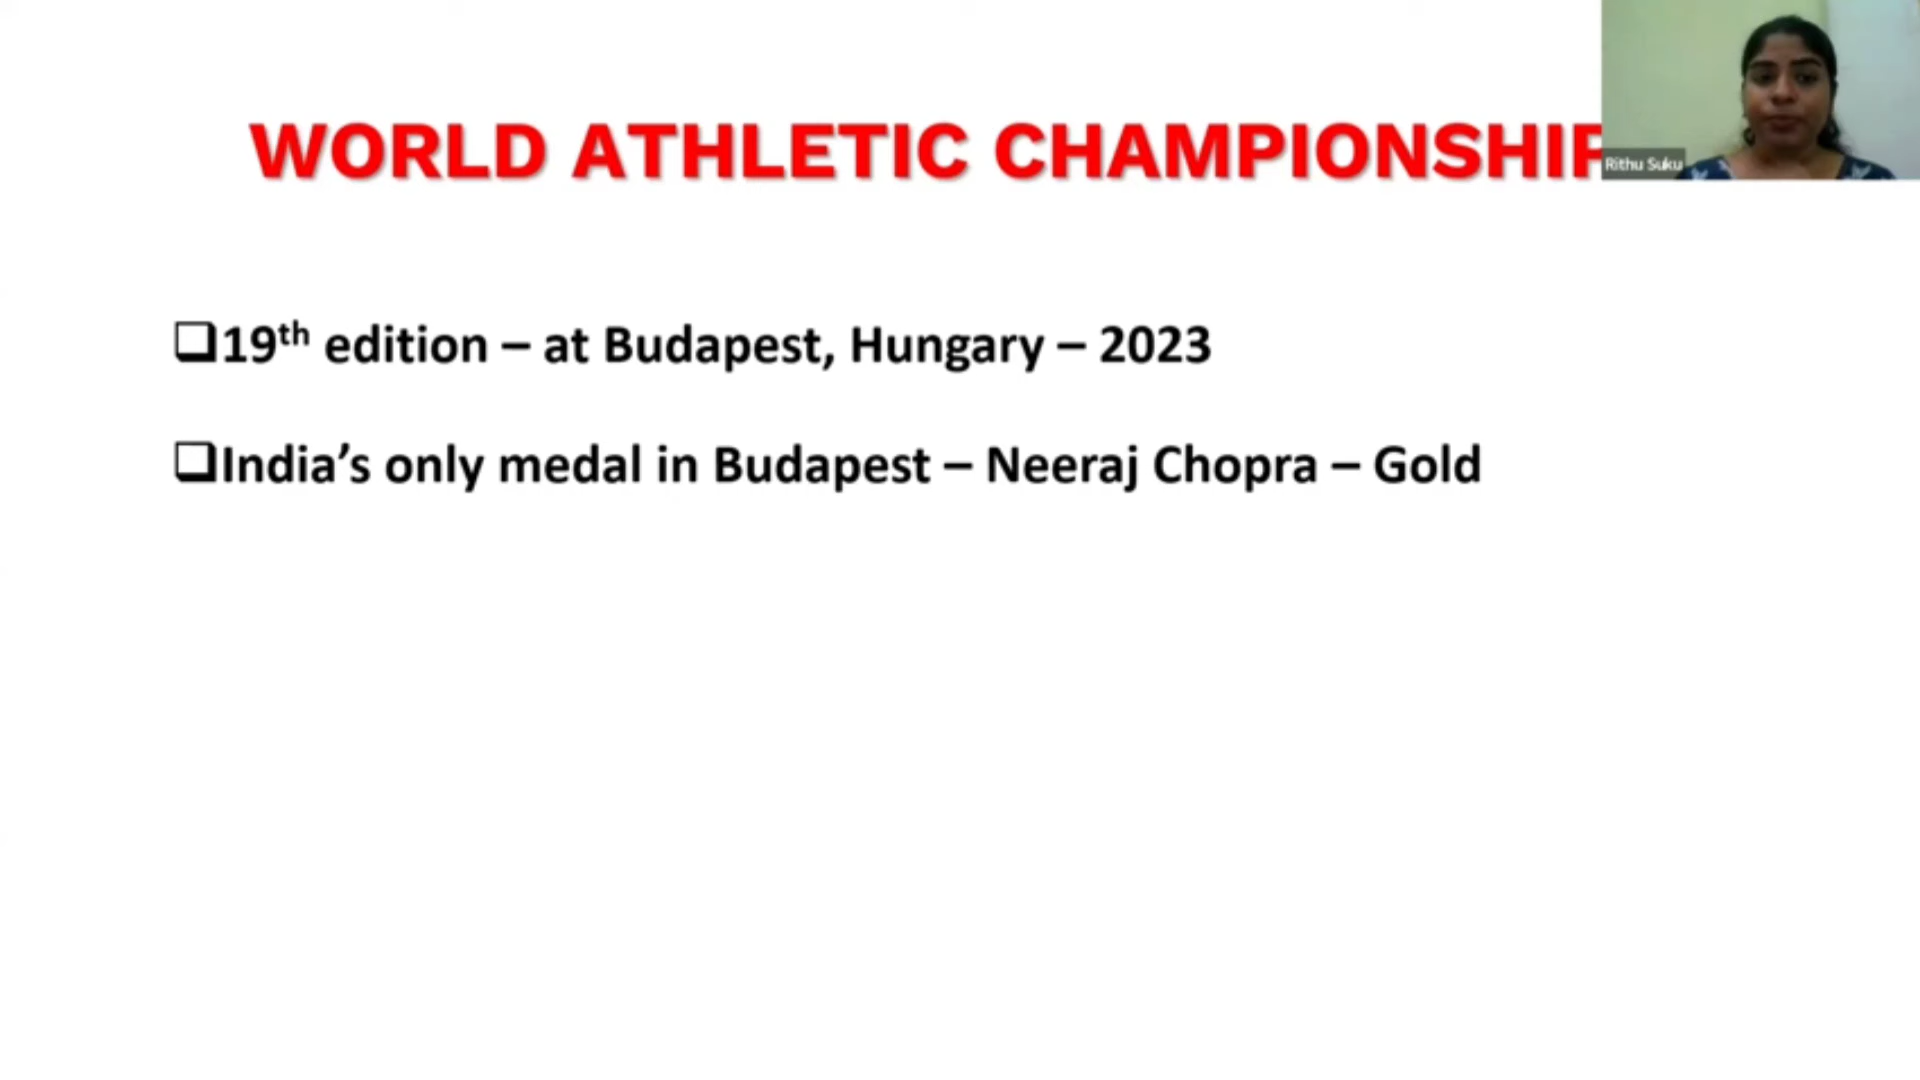 WORLD ATHLETIC CHAMPIONSHIP
Rithu Suku
❑19th edition – at Budapest, Hungary – 2023
❑India’s only medal in Budapest – Neeraj Chopra – Gold